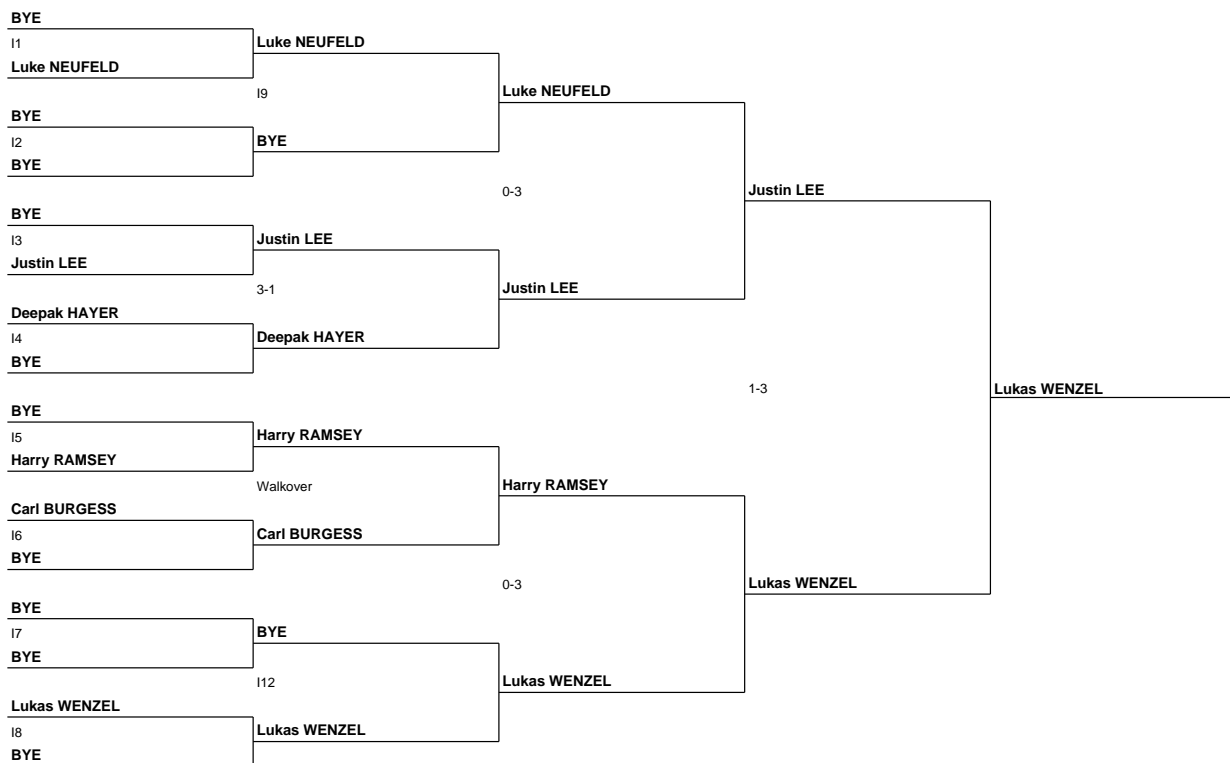 BYE
I1
Luke NEUFELD
Luke NEUFELD
I9
Luke NEUFELD
BYE
I2
BYE
BYE
0-3
Justin LEE
BYE
I3
Justin LEE
Justin LEE
3-1
Justin LEE
Deepak HAYER
I4
Deepak HAYER
BYE
1-3
Lukas WENZEL
BYE
I5
Harry RAMSEY
Harry RAMSEY
Walkover
Harry RAMSEY
Carl BURGESS
I6
Carl BURGESS
BYE
0-3
Lukas WENZEL
BYE
I7
BYE
BYE
I12
Lukas WENZEL
Lukas WENZEL
I8
Lukas WENZEL
BYE